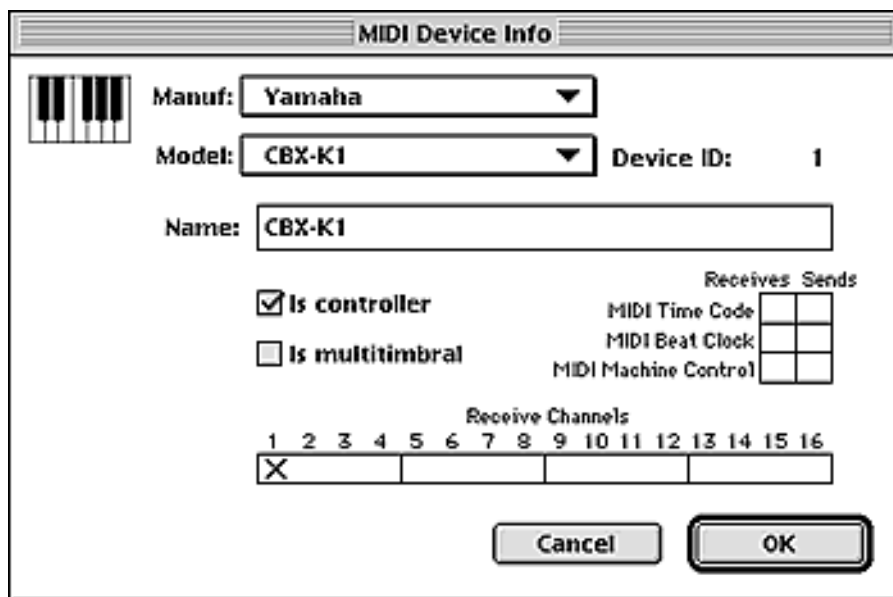 MIDI Device Info
Manuf: Yamaha
Model: CBX-K1 Device ID: 1
Name: CBX-K1
Receives Sends
Is controller
MIDI Time Code
MIDI Beat Clock
Is multitimbral
MIDI Machine Control
Receive Channels
1 2 3 4 5 6 7 8 9 10 11 12 13 14 15 16
X
Cancel OK